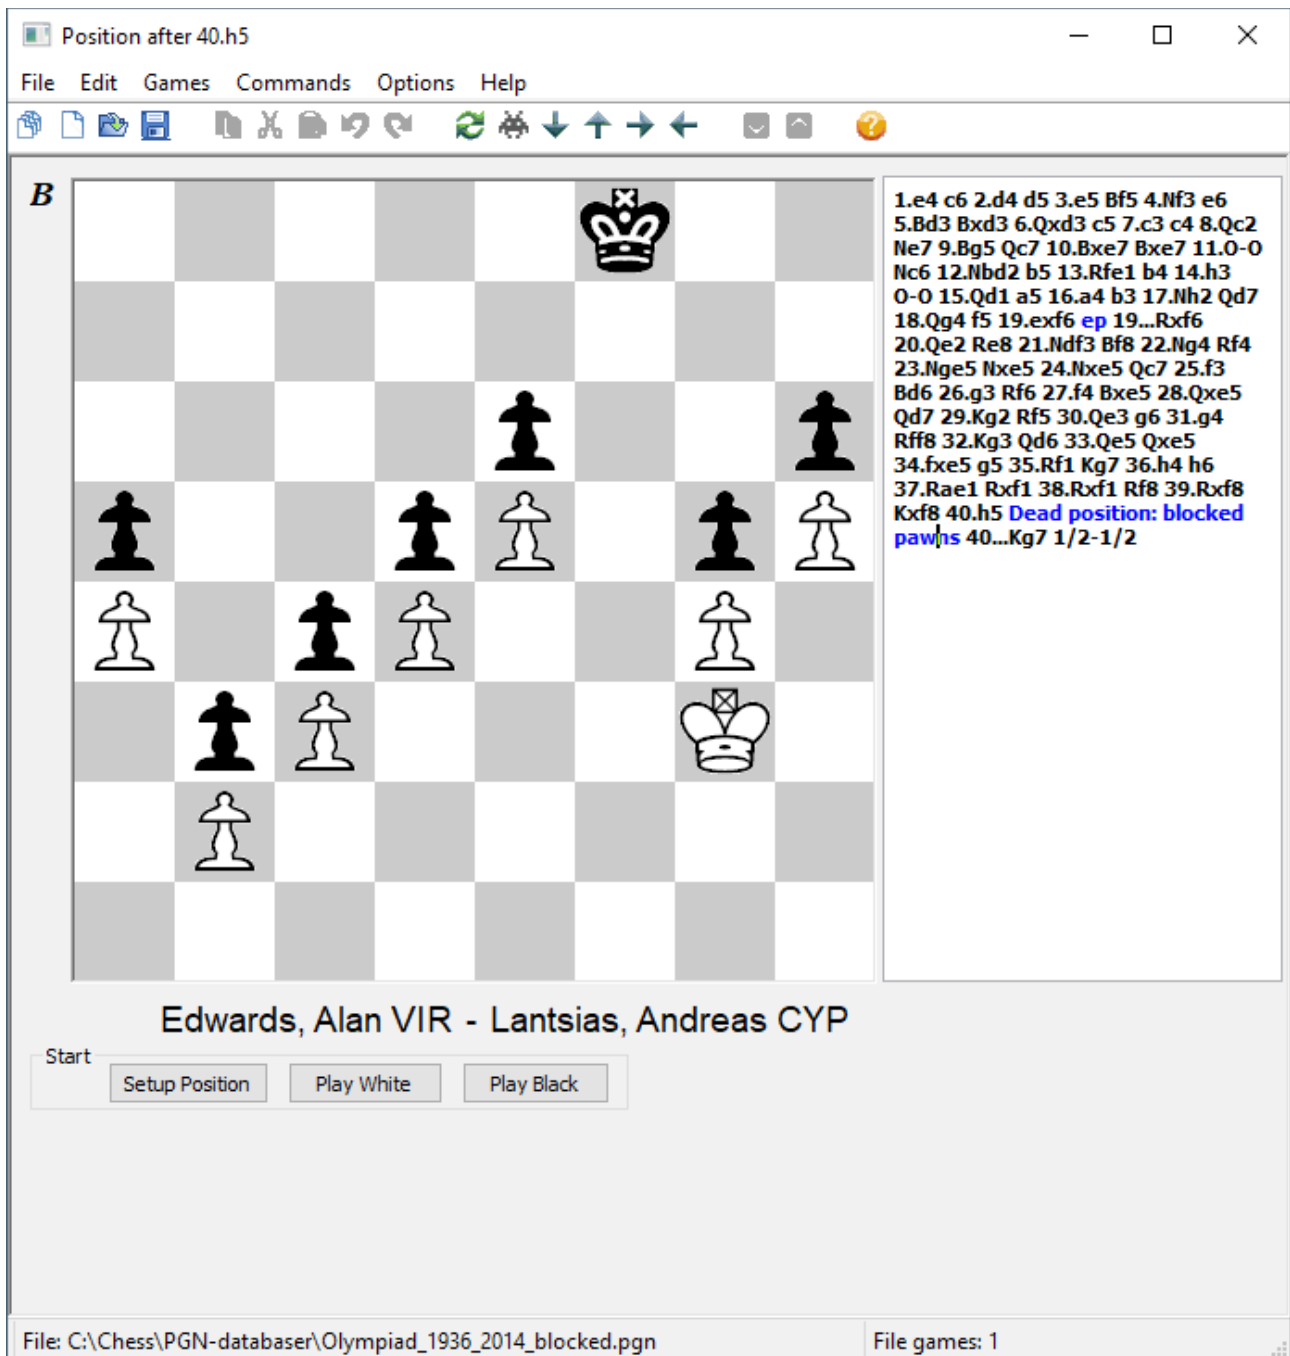 Position after 40.h5
File Edit Games Commands Options Help
B
1.e4 c6 2.d4 d5 3.e5 Bf5 4.Nf3 e6
5.Bd3 Bxd3 6.Qxd3 c5 7.c3 c4 8.Qc2
Ne7 9.Bg5 Qc7 10.Bxe7 Bxe7 11.O-O
Nc6 12.Nbd2 b5 13.Rfe1 b4 14.h3
O-O 15.Qd1 a5 16.a4 b3 17.Nh2 Qd7
18.Qg4 f5 19.exf6 ep 19...Rxf6
20.Qe2 Re8 21.Ndf3 Bf8 22.Ng4 Rf4
23.Nge5 Nxe5 24.Nxe5 Qc7 25.f3
Bd6 26.g3 Rf6 27.f4 Bxe5 28.Qxe5
Qd7 29.Kg2 Rf5 30.Qe3 g6 31.g4
Rff8 32.Kg3 Qd6 33.Qe5 Qxe5
34.fxe5 g5 35.Rf1 Kg7 36.h4 h6
37.Rae1 Rxf1 38.Rxf1 Rf8 39.Rxf8
Kxf8 40.h5 Dead position: blocked
pawns 40...Kg7 1/2-1/2
Edwards, Alan VIR - Lantsias, Andreas CYP
Start
Setup Position Play White Play Black
File: C:\Chess\PGN-databaser\Olympiad_1936_2014_blocked.pgn File games: 1